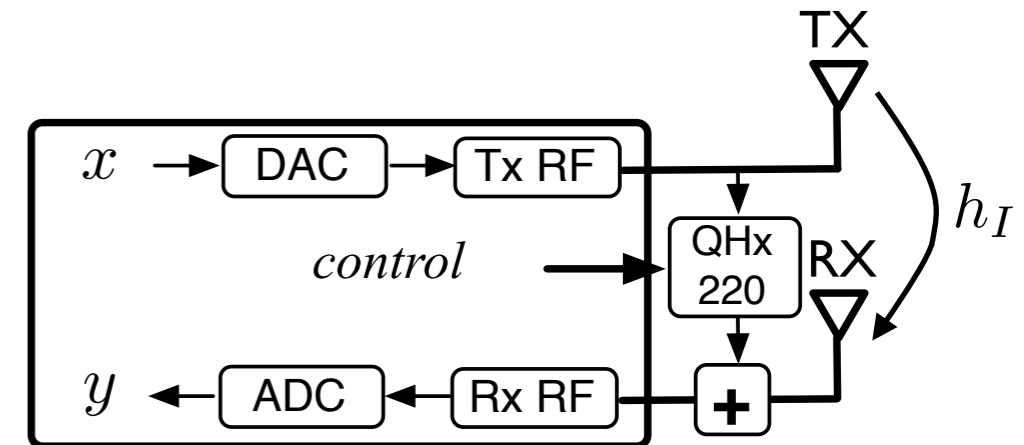 TX
x
DAC
Tx RF
h_I
QHx
220
RX
control
y
ADC
Rx RF
+